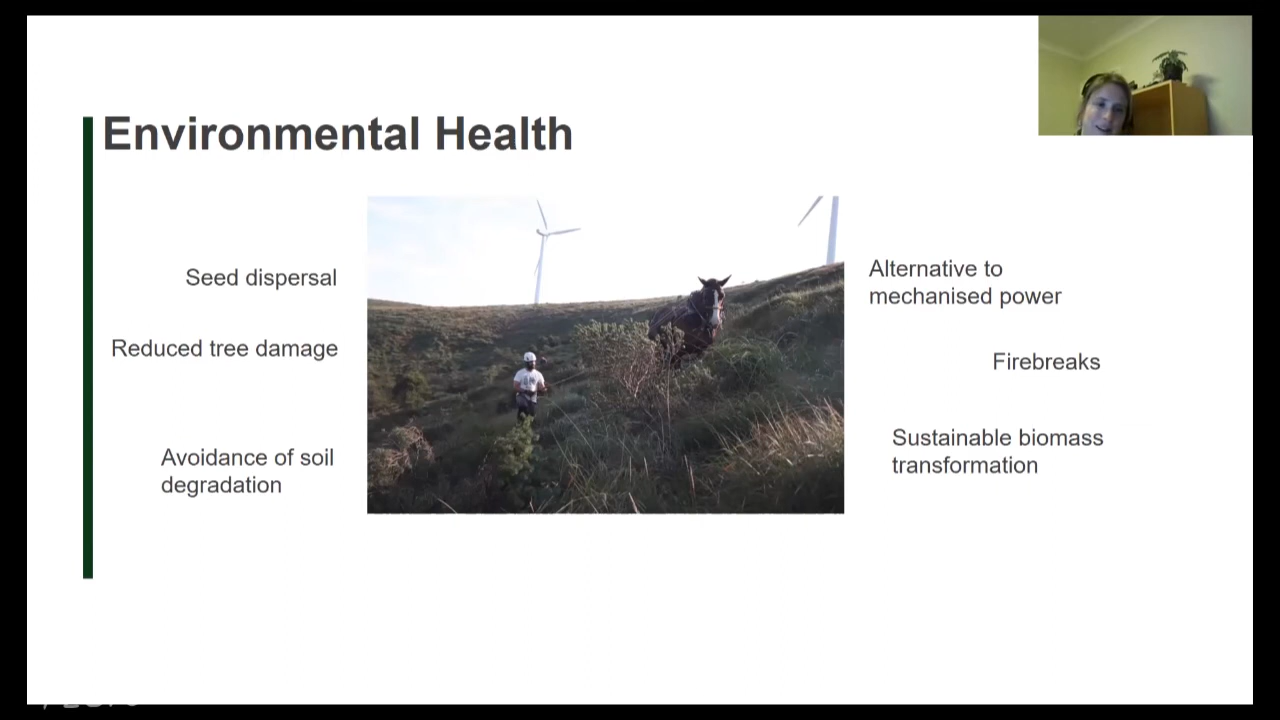 Environmental Health
Seed dispersal
Reduced tree damage
Avoidance of soil
degradation
Alternative to
mechanised power
Firebreaks
Sustainable biomass
transformation